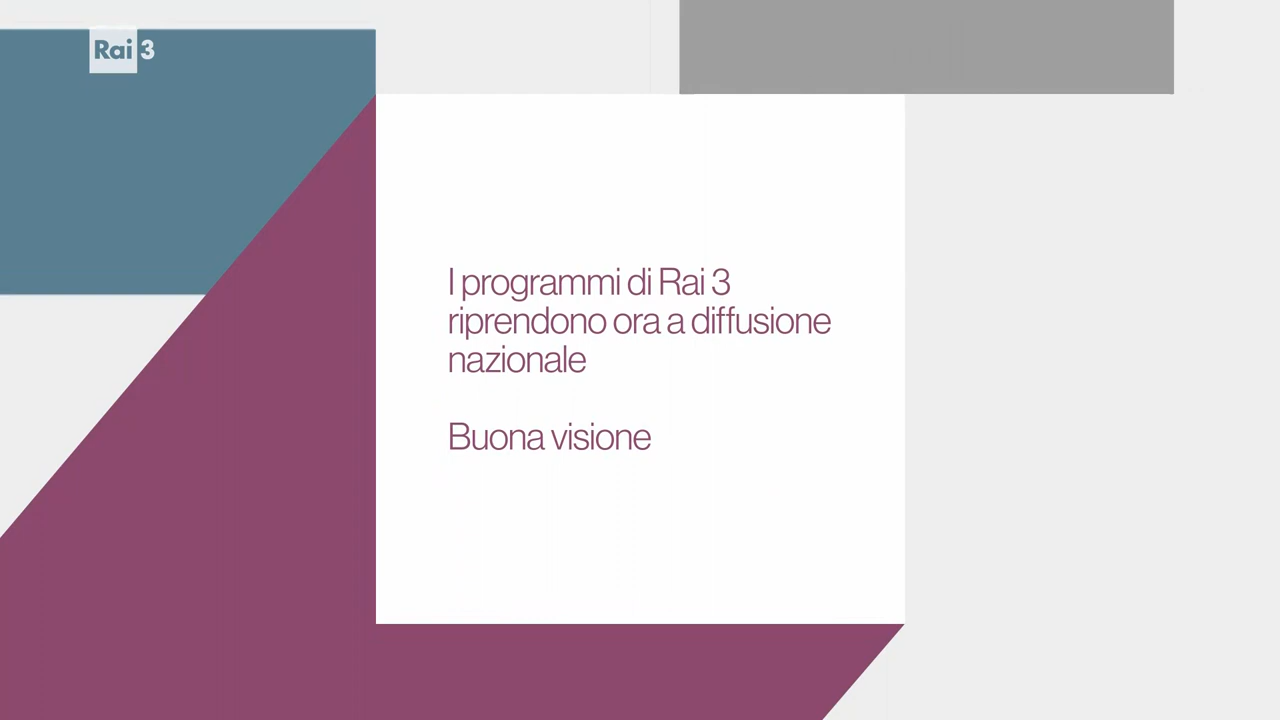 Rai 3
I programmi di Rai 3
riprendono ora a diffusione
nazionale
Buona visione